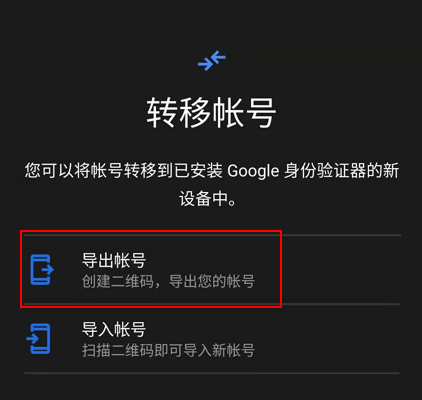 转移帐号
您可以将帐号转移到已安装 Google 身份验证器的新
设备中。
导出帐号
创建二维码，导出您的帐号
导入帐号
扫描二维码即可导入新帐号